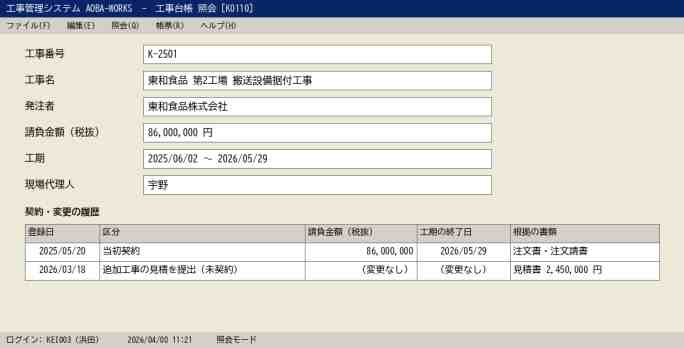 工事管理システム AOBA-WORKS － 工事台帳 照会 [KO110]
ファイル(F) 編集(E) 照会(Q) 帳票(R) ヘルプ(H)
工事番号 K-2501
工事名 東和食品 第2工場 搬送設備据付工事
発注者 東和食品株式会社
請負金額（税抜） 86,000,000 円
工期 2025/06/02 ～ 2026/05/29
現場代理人 宇野
契約・変更の履歴
登録日 区分 請負金額（税抜） 工期の終了日 根拠の書類
2025/05/20 当初契約 86,000,000 2026/05/29 注文書・注文請書
2026/03/18 追加工事の見積を提出（未契約） （変更なし） （変更なし） 見積書 2,450,000 円
ログイン: KEI003（浜田） 2026/04/00 11:21 照会モード